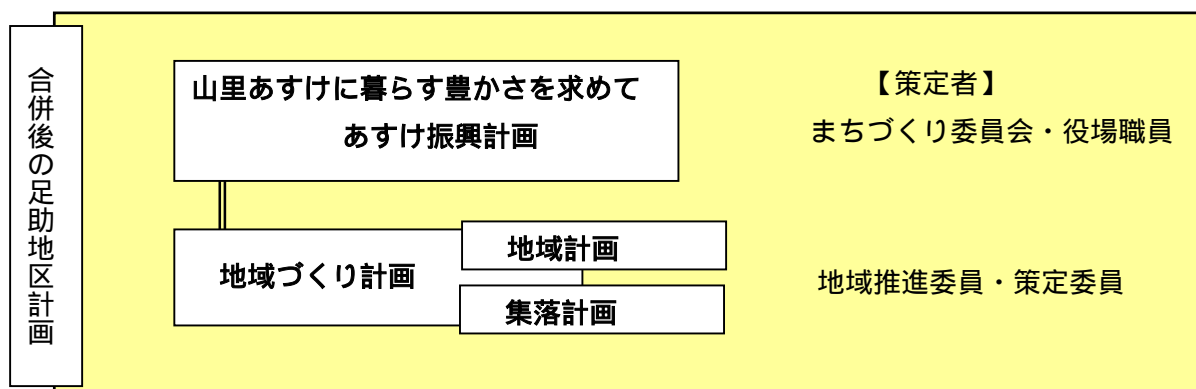 合併後の足助地区計画
山里あすけに暮らす豊かさを求めて
あすけ振興計画
【策定者】
まちづくり委員会・役場職員
地域づくり計画
地域計画
集落計画
地域推進委員・策定委員